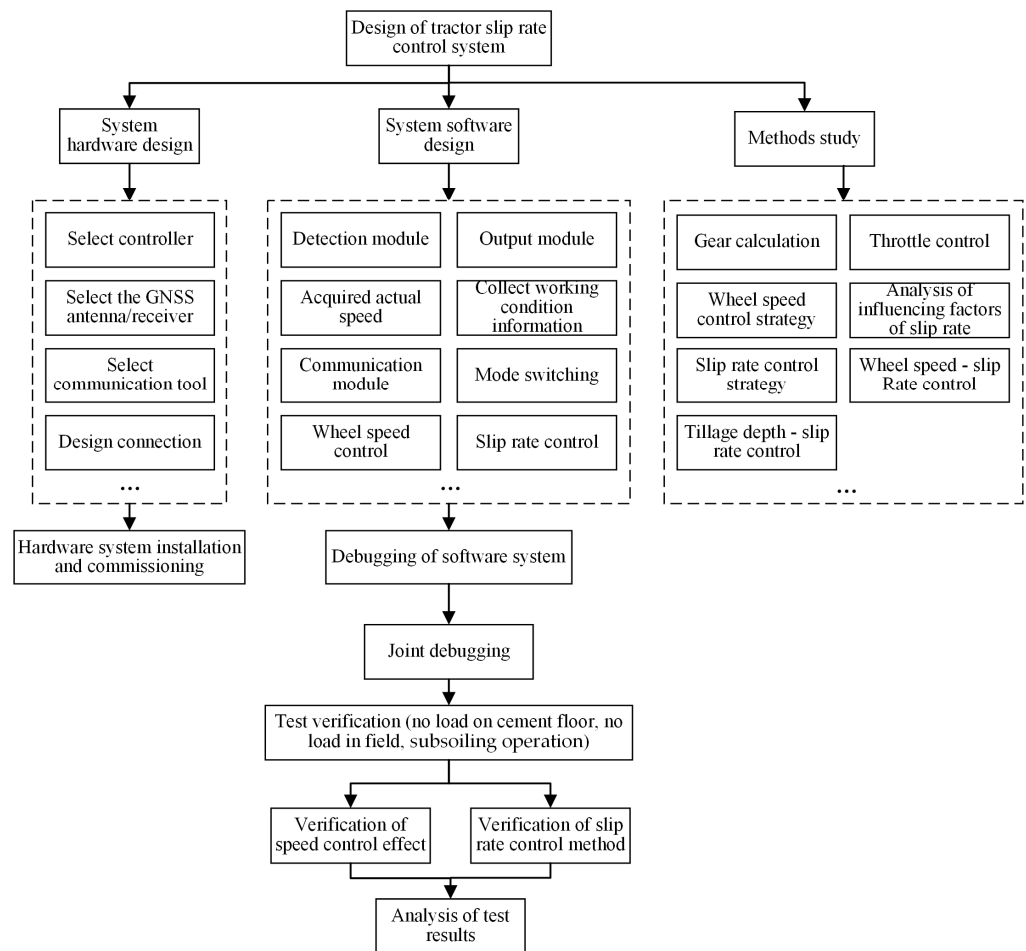 Design of tractor slip rate
control system
System
hardware design
System software
design
Methods study
Select controller
Select the GNSS
antenna/receiver
Select
communication tool
Design connection
...
Detection module
Output module
Acquired actual
speed
Collect working
condition
information
Communication
module
Mode switching
Wheel speed
control
Slip rate control
...
Gear calculation
Throttle control
Wheel speed
control strategy
Analysis of
influencing factors
of slip rate
Slip rate control
strategy
Wheel speed - slip
Rate control
Tillage depth - slip
rate control
...
Hardware system installation
and commissioning
Debugging of software system
Joint debugging
Test verification (no load on cement floor, no
load in field, subsoiling operation)
Verification of
speed control effect
Verification of slip
rate control method
Analysis of test
results